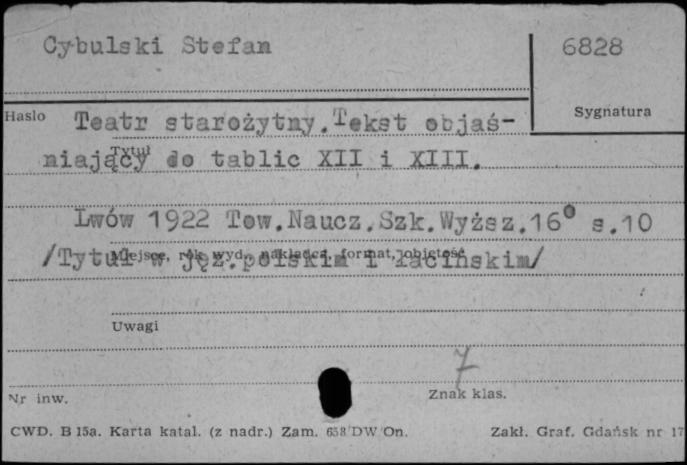 Cybulski Stefan
6828
Hasło
Sygnatura
Teatr starożytny.Tekst objaś-
Tytuł
niający do tablic XII i XIII.
Lwów 1922 Tow.Naucz.Szk.Wyższ.16⁰ s.10
Miejsce, rok wyd., nakładca, format, objętość
/Tytuł w jęz.polskim i łacińskim/
Uwagi
7
Nr inw.
Znak klas.
CWD. B 15a. Karta katal. (z nadr.) Zam. 658/DW/On.
Zakł. Graf. Gdańsk nr 17